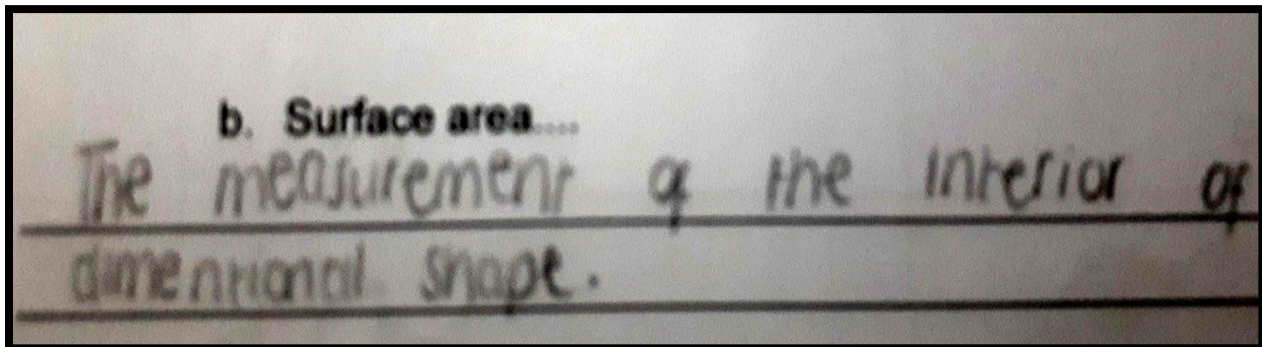 b. Surface area....
The measurement of the interior of
dimentional shape.